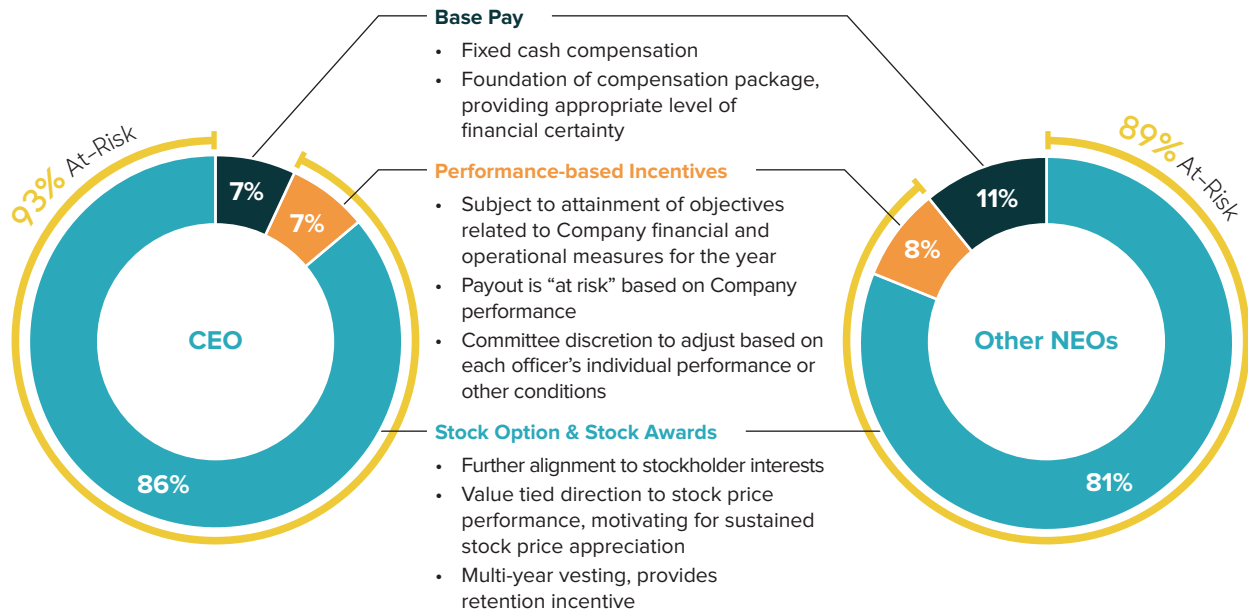 Base Pay
• Fixed cash compensation
• Foundation of compensation package,
providing appropriate level of
financial certainty
93% At-Risk
7%
7%
CEO
86%
Performance-based Incentives
• Subject to attainment of objectives
related to Company financial and
operational measures for the year
• Payout is “at risk” based on Company
performance
• Committee discretion to adjust based on
each officer’s individual performance or
other conditions
Stock Option & Stock Awards
• Further alignment to stockholder interests
• Value tied direction to stock price
performance, motivating for sustained
stock price appreciation
• Multi-year vesting, provides
retention incentive
89% At-Risk
11%
8%
Other NEOs
81%